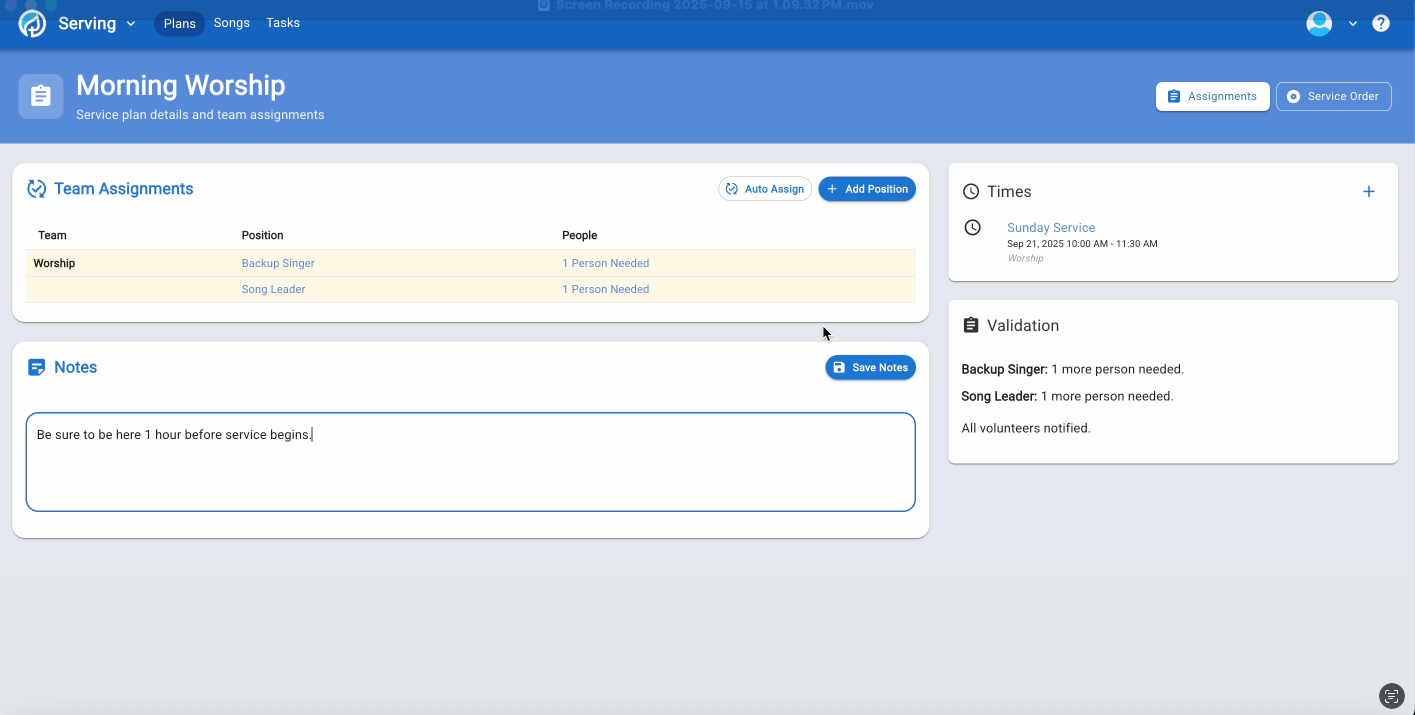 Screen Recording 2025-09-15 at 1.09.32 PM.mov
Serving Plans Songs Tasks
Morning Worship
Service plan details and team assignments
Assignments Service Order
Team Assignments
Auto Assign Add Position
Team Position People
Worship Backup Singer 1 Person Needed
Song Leader 1 Person Needed
Notes
Save Notes
Be sure to be here 1 hour before service begins.
Times
Sunday Service
Sep 21, 2025 10:00 AM - 11:30 AM
Worship
Validation
Backup Singer: 1 more person needed.
Song Leader: 1 more person needed.
All volunteers notified.